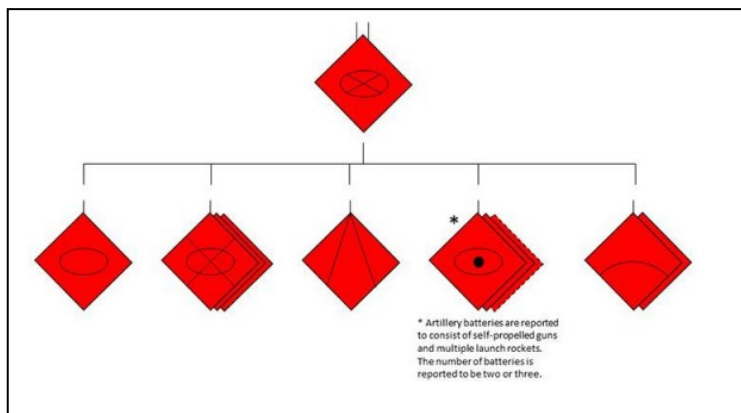 *
* Artillery batteries are reported
to consist of self-propelled guns
and multiple launch rockets.
The number of batteries is
reported to be two or three.